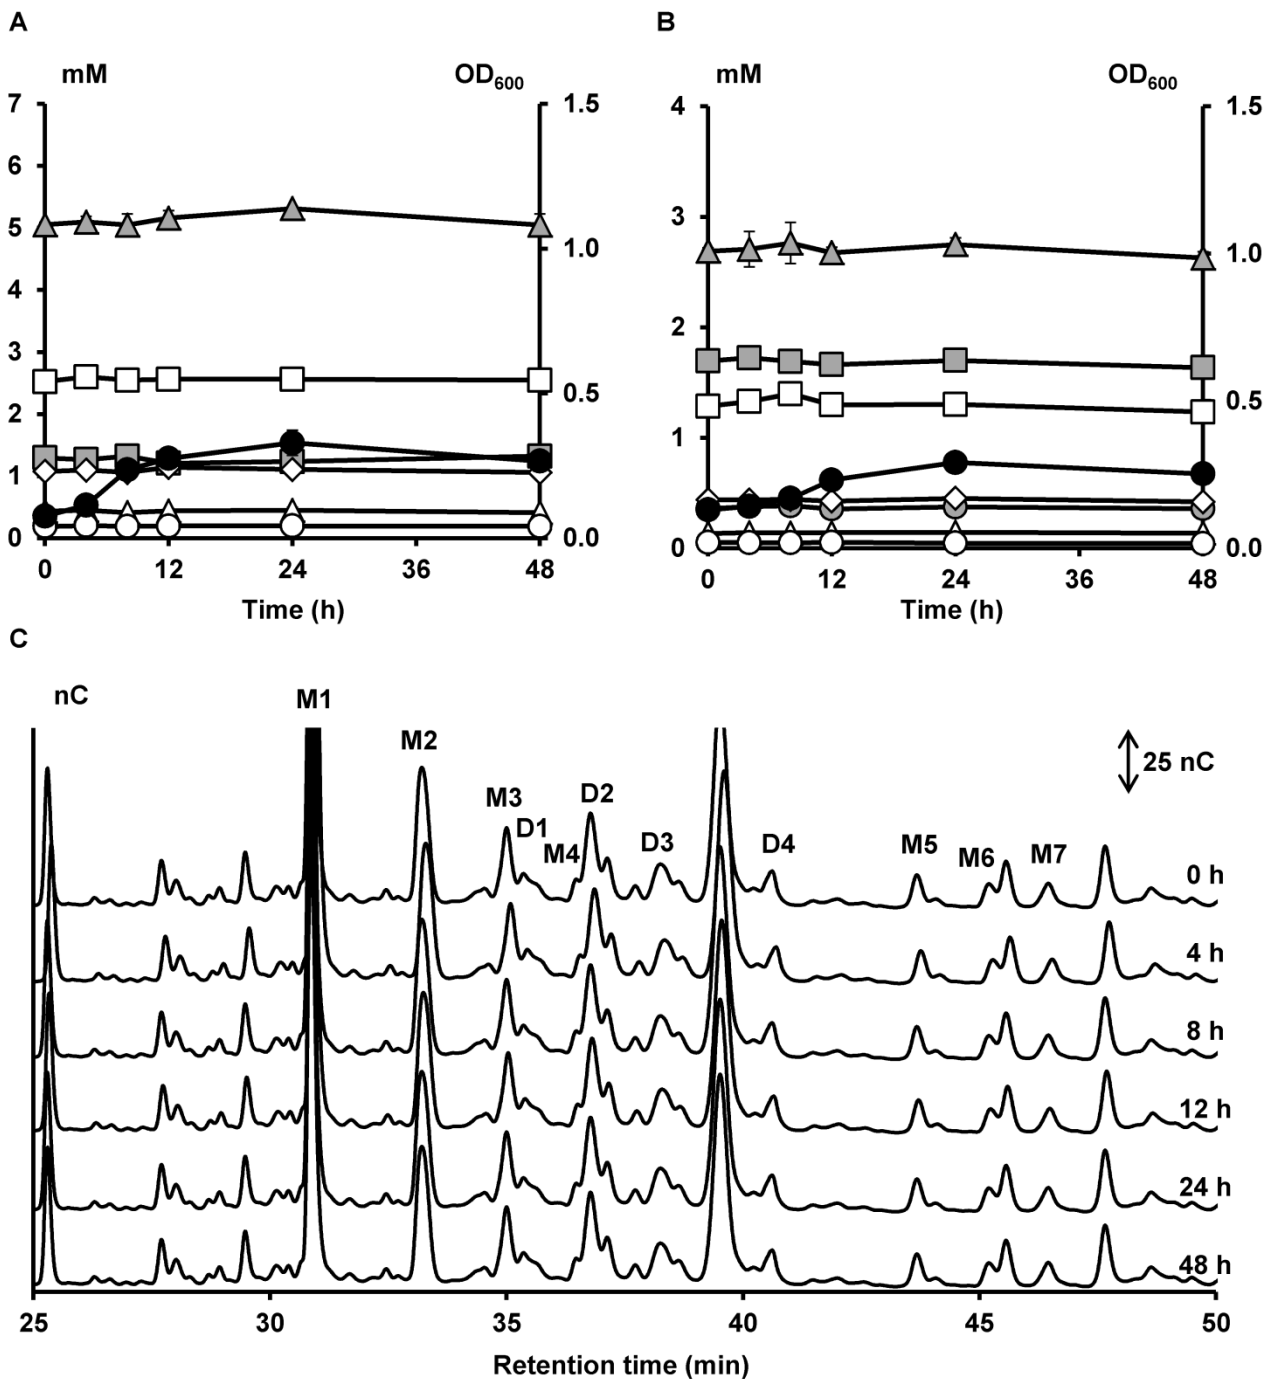 A
B
mM
OD600
mM
OD600
7
6
5
4
3
2
1
0
1.5
1.0
0.5
0.0
4
3
2
1
0
1.5
1.0
0.5
0.0
0
12
24
36
48
0
12
24
36
48
Time (h)
Time (h)
C
nC
M1
M2
M3
D1
M4
D2
D3
D4
M5
M6
M7
25 nC
0 h
4 h
8 h
12 h
24 h
48 h
25
30
35
40
45
50
Retention time (min)